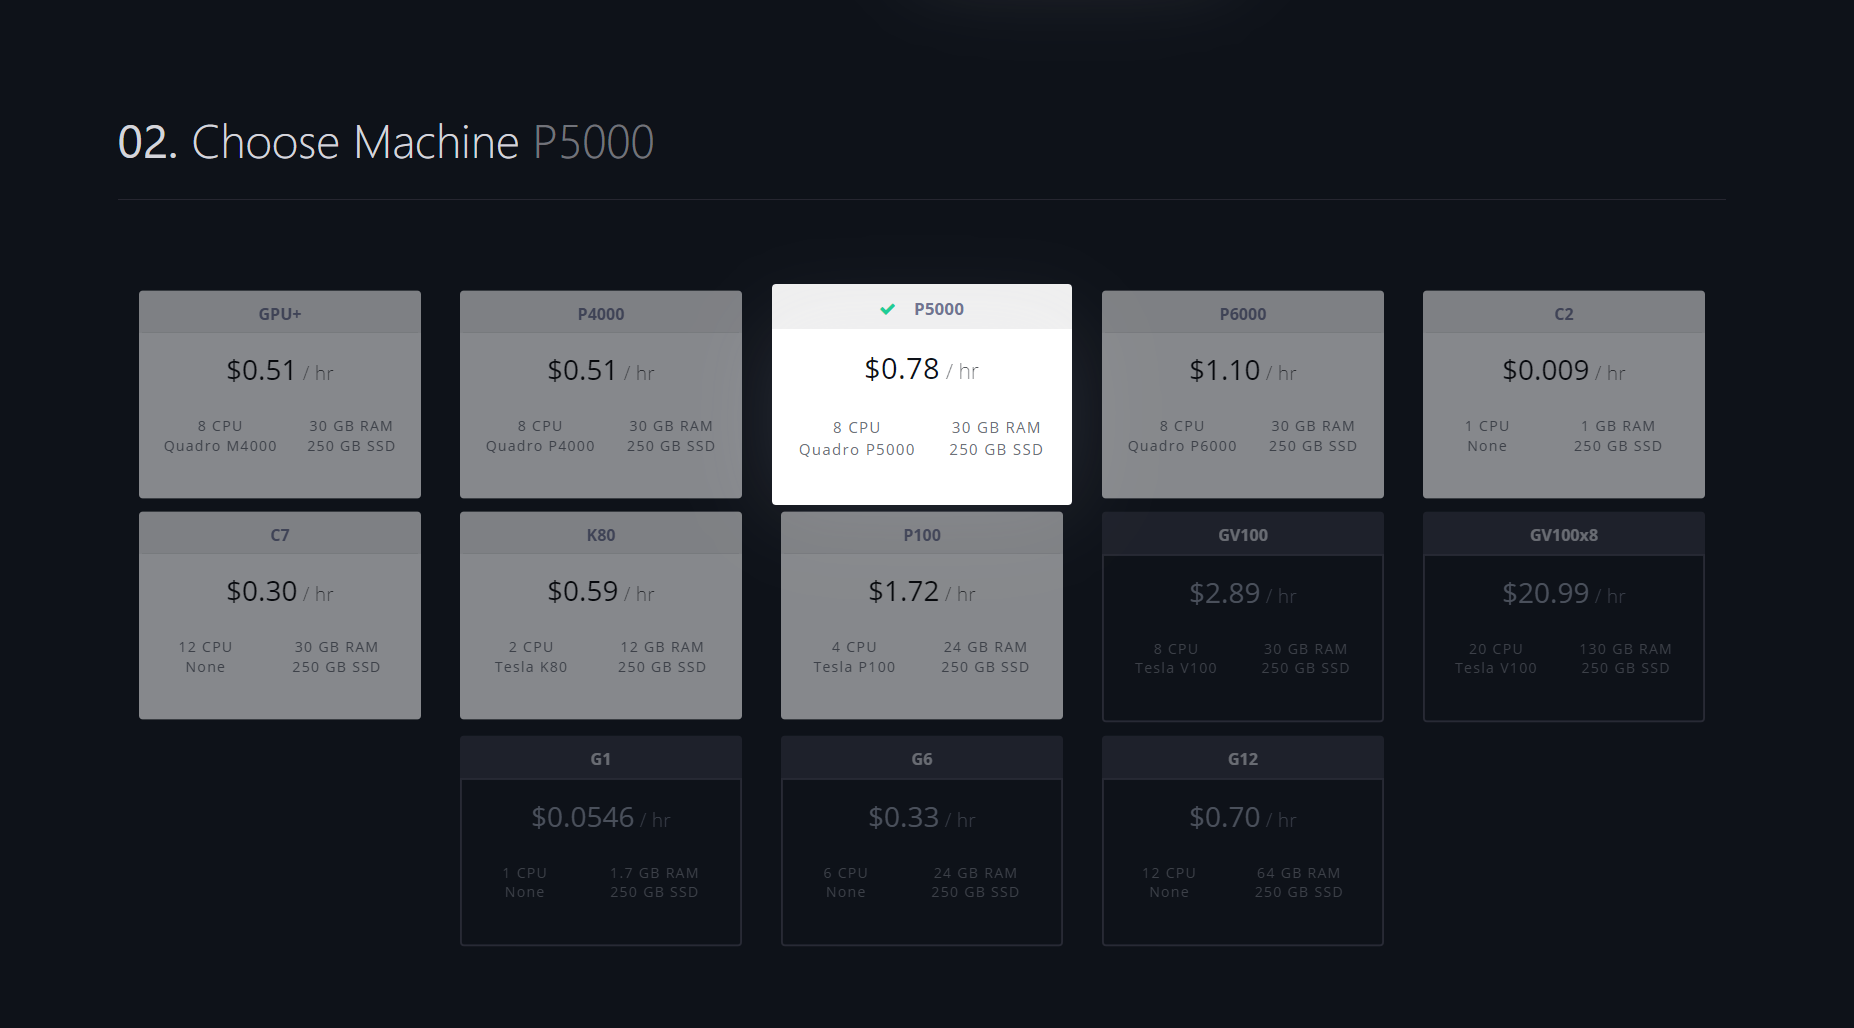 02. Choose Machine P5000
GPU+
$0.51 / hr
8 CPU 30 GB RAM
Quadro M4000 250 GB SSD
P4000
$0.51 / hr
8 CPU 30 GB RAM
Quadro P4000 250 GB SSD
P5000
$0.78 / hr
8 CPU 30 GB RAM
Quadro P5000 250 GB SSD
P6000
$1.10 / hr
8 CPU 30 GB RAM
Quadro P6000 250 GB SSD
C2
$0.009 / hr
1 CPU 1 GB RAM
None 250 GB SSD
C7
$0.30 / hr
12 CPU 30 GB RAM
None 250 GB SSD
K80
$0.59 / hr
2 CPU 12 GB RAM
Tesla K80 250 GB SSD
P100
$1.72 / hr
4 CPU 24 GB RAM
Tesla P100 250 GB SSD
GV100
$2.89 / hr
8 CPU 30 GB RAM
Tesla V100 250 GB SSD
GV100x8
$20.99 / hr
20 CPU 130 GB RAM
Tesla V100 250 GB SSD
G1
$0.0546 / hr
1 CPU 1.7 GB RAM
None 250 GB SSD
G6
$0.33 / hr
6 CPU 24 GB RAM
None 250 GB SSD
G12
$0.70 / hr
12 CPU 64 GB RAM
None 250 GB SSD